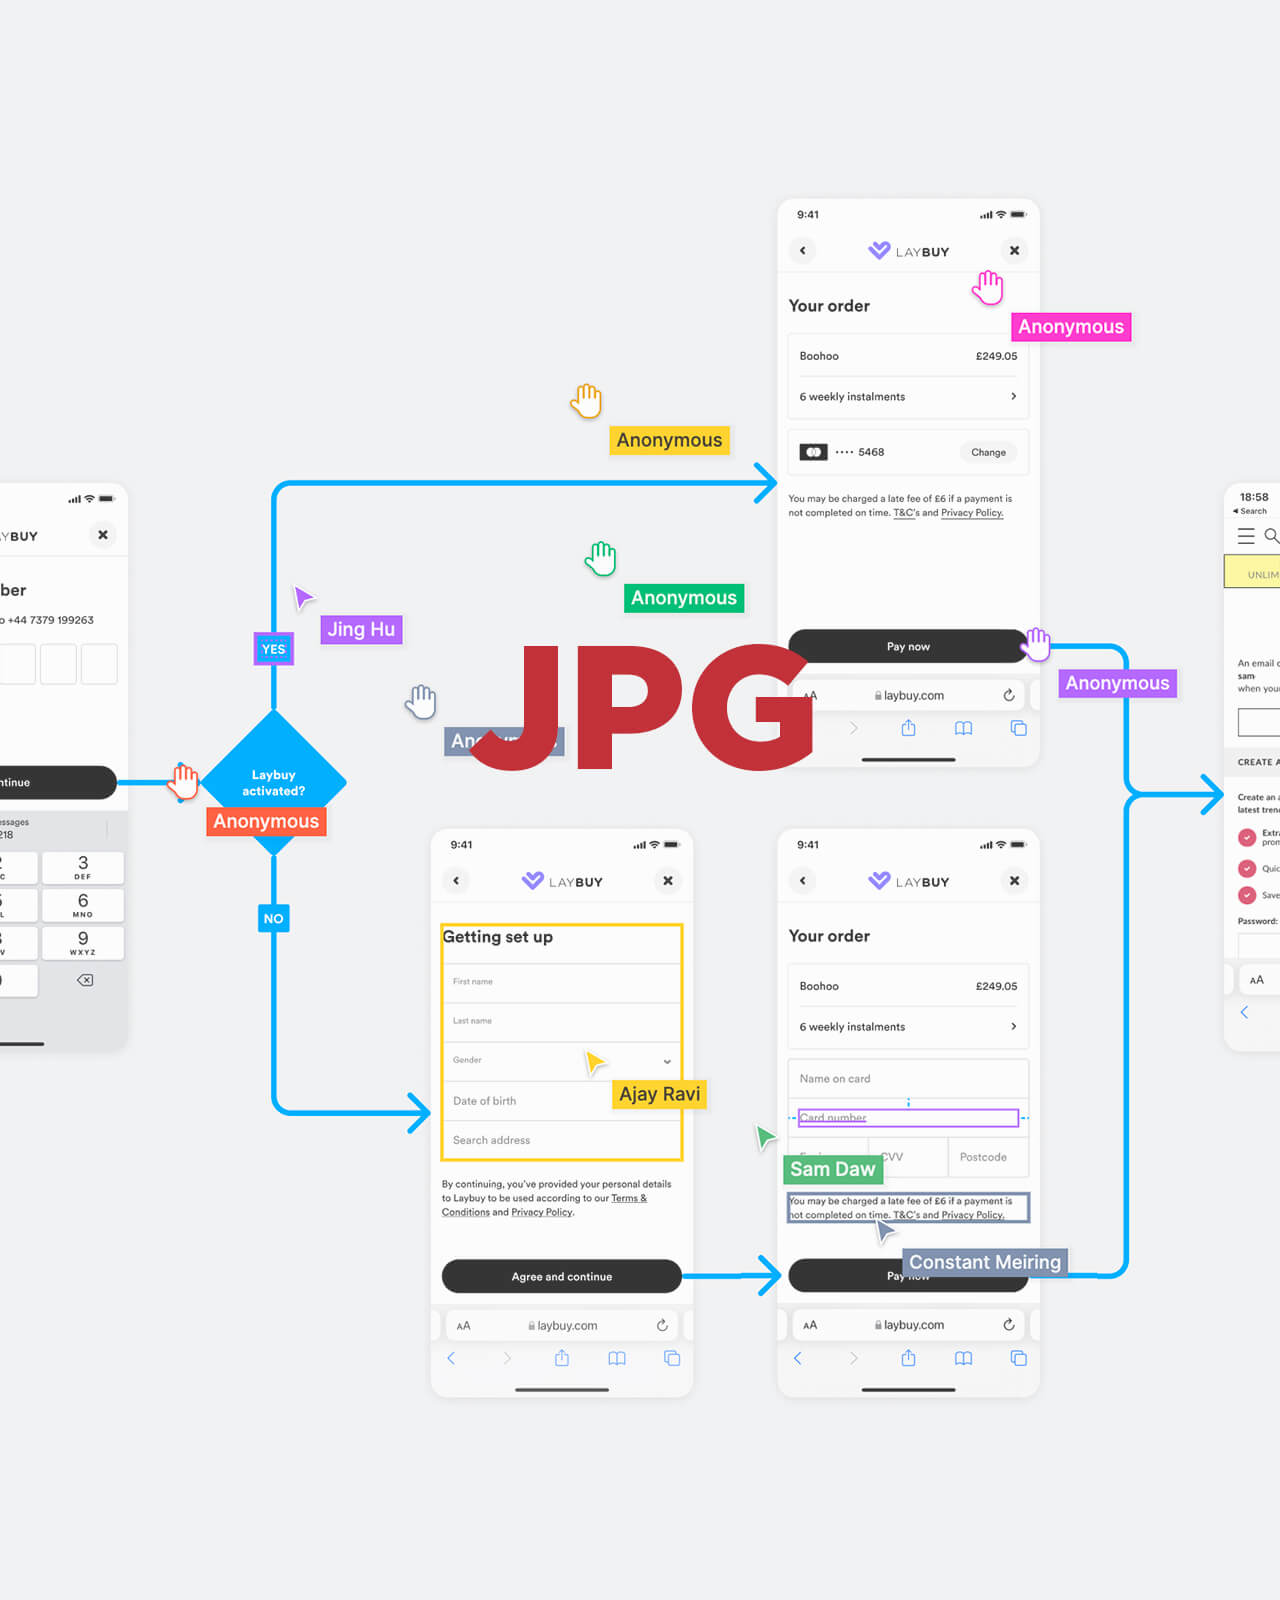 9:41
LAYBUY
Anonymous
Your order
Boohoo £249.05
6 weekly instalments
•••• 5468 Change
You may be charged a late fee of £6 if a payment is
not completed on time. T&C's and Privacy Policy.
Pay now
Anonymous
AA laybuy.com
Anonymous
Anonymous
Jing Hu
YES
JPG
Laybuy
activated?
Anonymous
NO
YBUY
ber
o +44 7379 199263
ntinue
ssages
218
3
DEF
6
MNO
9
WXYZ
9:41
LAYBUY
Getting set up
First name
Last name
Gender
Date of birth
Search address
Ajay Ravi
By continuing, you've provided your personal details
to Laybuy to be used according to our Terms &
Conditions and Privacy Policy.
Agree and continue
AA laybuy.com
9:41
LAYBUY
Your order
Boohoo £249.05
6 weekly instalments
Name on card
Card number
CVV Postcode
Sam Daw
You may be charged a late fee of £6 if a payment is
not completed on time. T&C's and Privacy Policy.
Constant Meiring
Pay now
AA laybuy.com
18:58
Search
UNLIM
An email c
sam
when your
CREATE A
Create an a
latest tren
Extra
prom
Quic
Save
Password:
AA